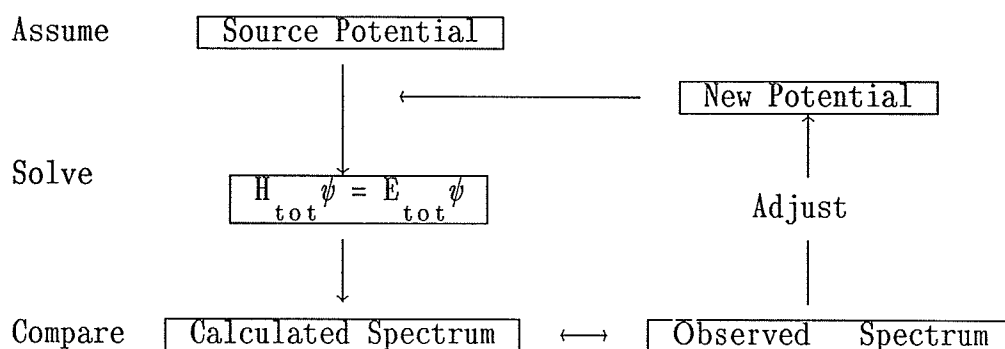 Assume Source Potential
New Potential
Solve
H_tot ψ = E_tot ψ
Adjust
Compare Calculated Spectrum ↔ Observed Spectrum